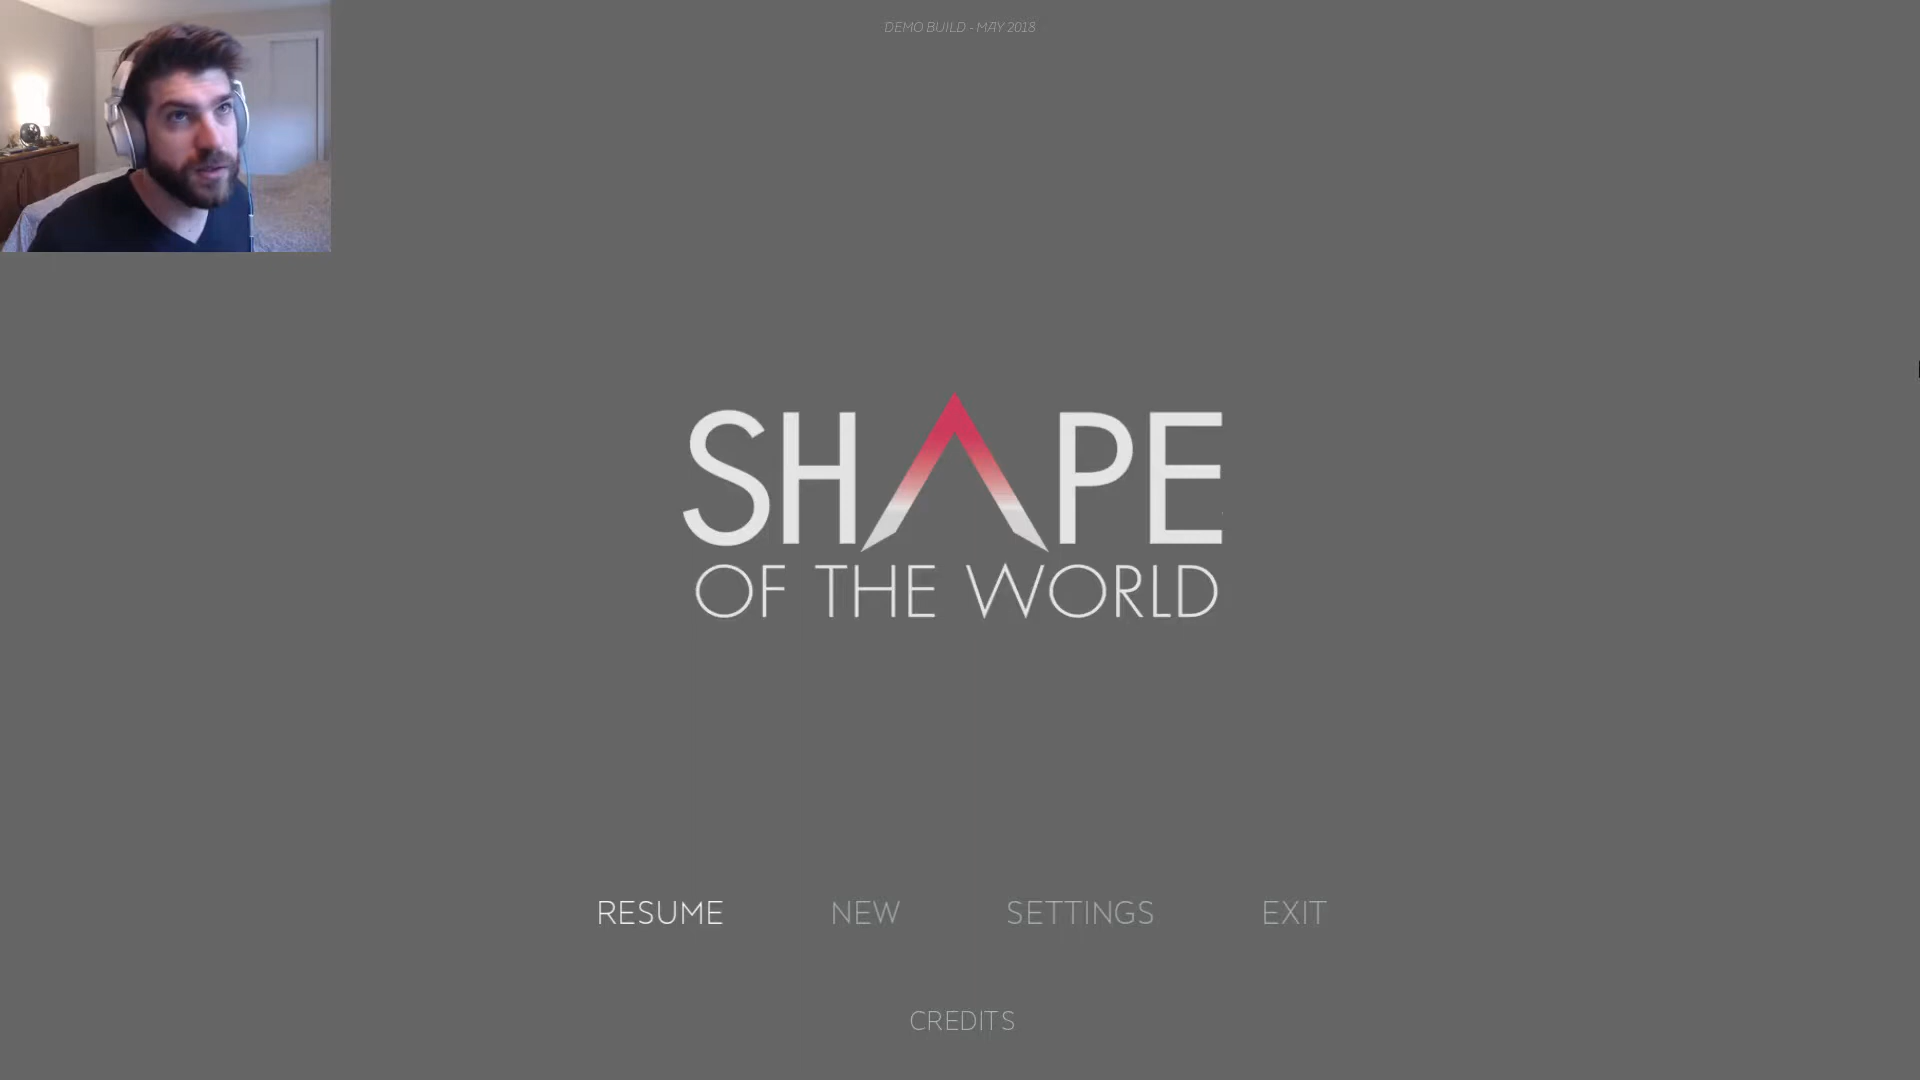 DEMO BUILD - MAY 2018
SHAPE
OF THE WORLD
RESUME NEW SETTINGS EXIT
CREDITS